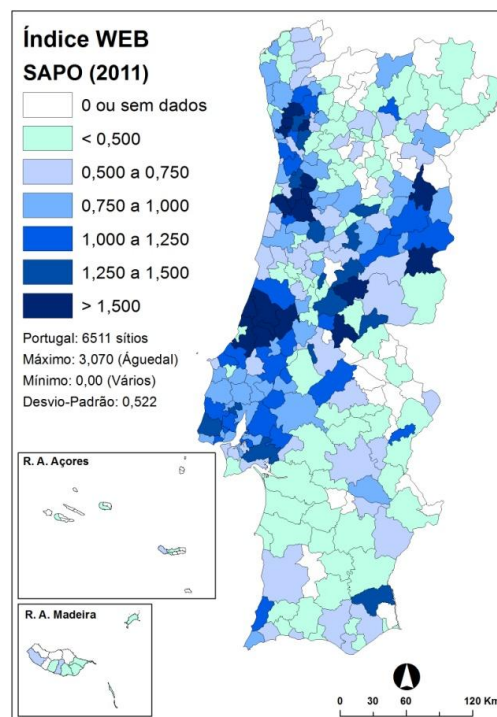 Índice WEB
SAPO (2011)
0 ou sem dados
< 0,500
0,500 a 0,750
0,750 a 1,000
1,000 a 1,250
1,250 a 1,500
> 1,500
Portugal: 6511 sítios
Máximo: 3,070 (Águedal)
Mínimo: 0,00 (Vários)
Desvio-Padrão: 0,522
R. A. Açores
R. A. Madeira
0 30 60 120 Km